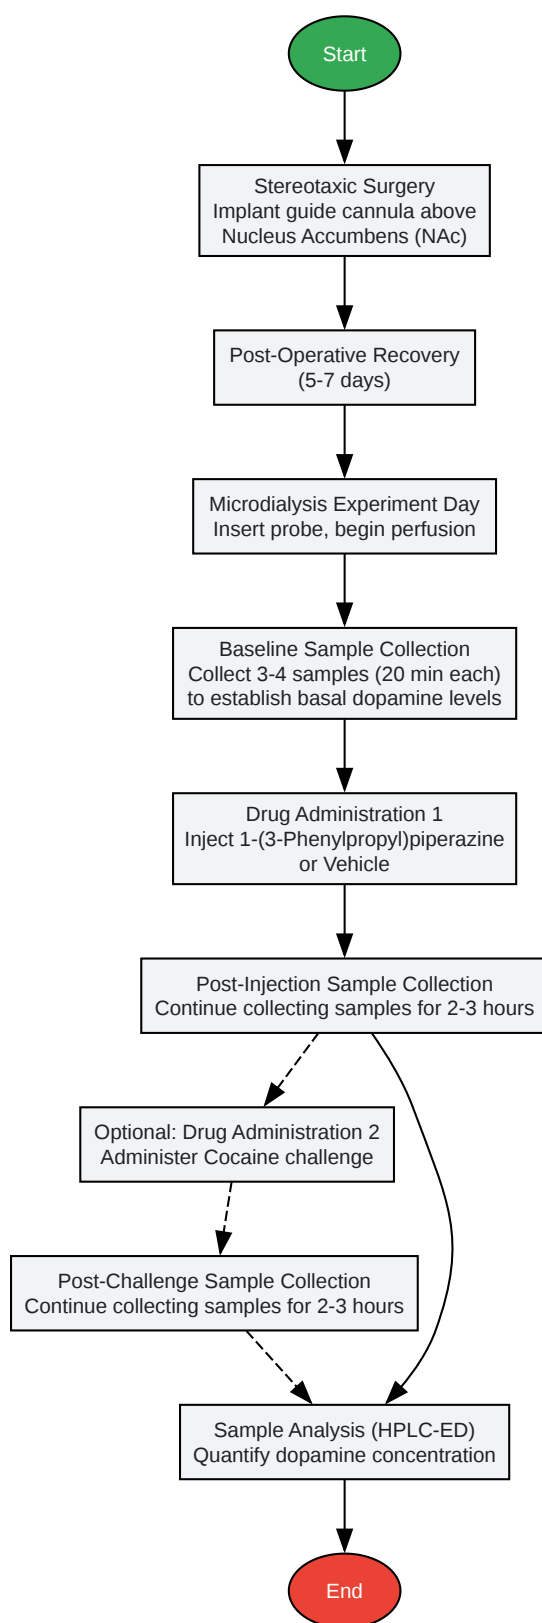 Start
Stereotaxic Surgery
Implant guide cannula above
Nucleus Accumbens (NAc)
Post-Operative Recovery
(5-7 days)
Microdialysis Experiment Day
Insert probe, begin perfusion
Baseline Sample Collection
Collect 3-4 samples (20 min each)
to establish basal dopamine levels
Drug Administration 1
Inject 1-(3-Phenylpropyl)piperazine
or Vehicle
Post-Injection Sample Collection
Continue collecting samples for 2-3 hours
Optional: Drug Administration 2
Administer Cocaine challenge
Post-Challenge Sample Collection
Continue collecting samples for 2-3 hours
Sample Analysis (HPLC-ED)
Quantify dopamine concentration
End